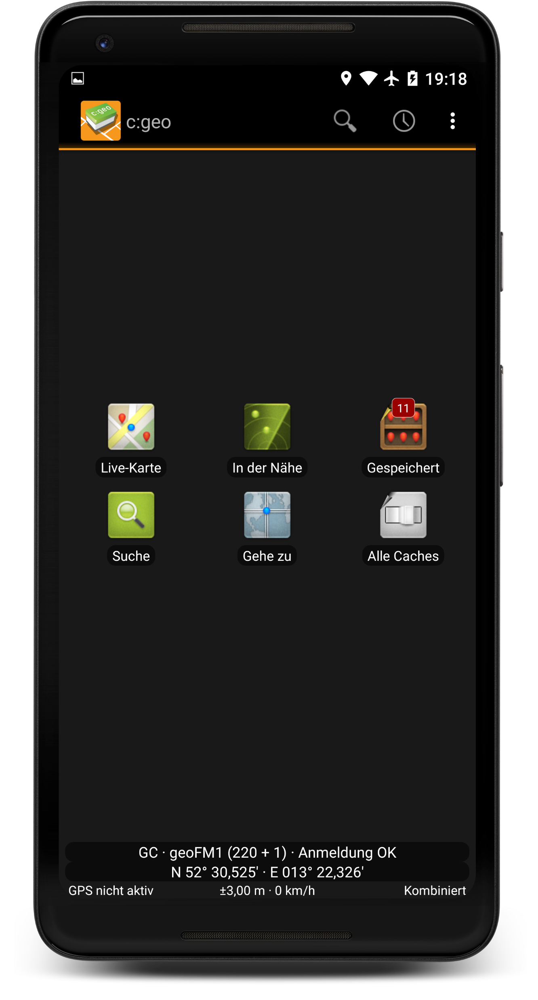 19:18
c:geo
c:geo
11
Live-Karte
In der Nähe
Gespeichert
Suche
Gehe zu
Alle Caches
GC · geoFM1 (220 + 1) · Anmeldung OK
N 52° 30,525' · E 013° 22,326'
GPS nicht aktiv
±3,00 m · 0 km/h
Kombiniert